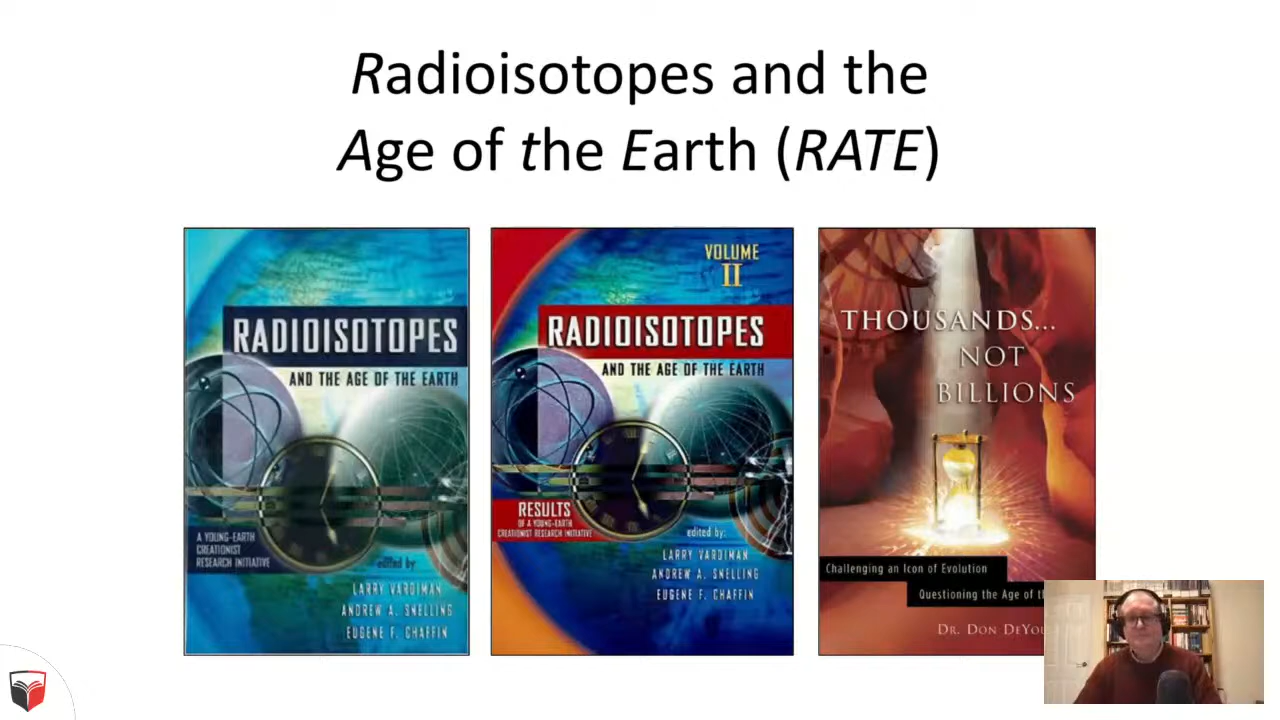 Radioisotopes and the
Age of the Earth (RATE)
RADIOISOTOPES
AND THE AGE OF THE EARTH
A YOUNG-EARTH
CREATIONIST
RESEARCH INITIATIVE
edited by
LARRY VARDIMAN
ANDREW A. SNELLING
EUGENE F. CHAFFIN
VOLUME
II
RADIOISOTOPES
AND THE AGE OF THE EARTH
RESULTS
OF A YOUNG-EARTH
CREATIONIST RESEARCH INITIATIVE
edited by:
LARRY VARDIMAN
ANDREW A. SNELLING
EUGENE F. CHAFFIN
THOUSANDS...
NOT
BILLIONS
Challenging an Icon of Evolution
Questioning the Age of
DR. DON